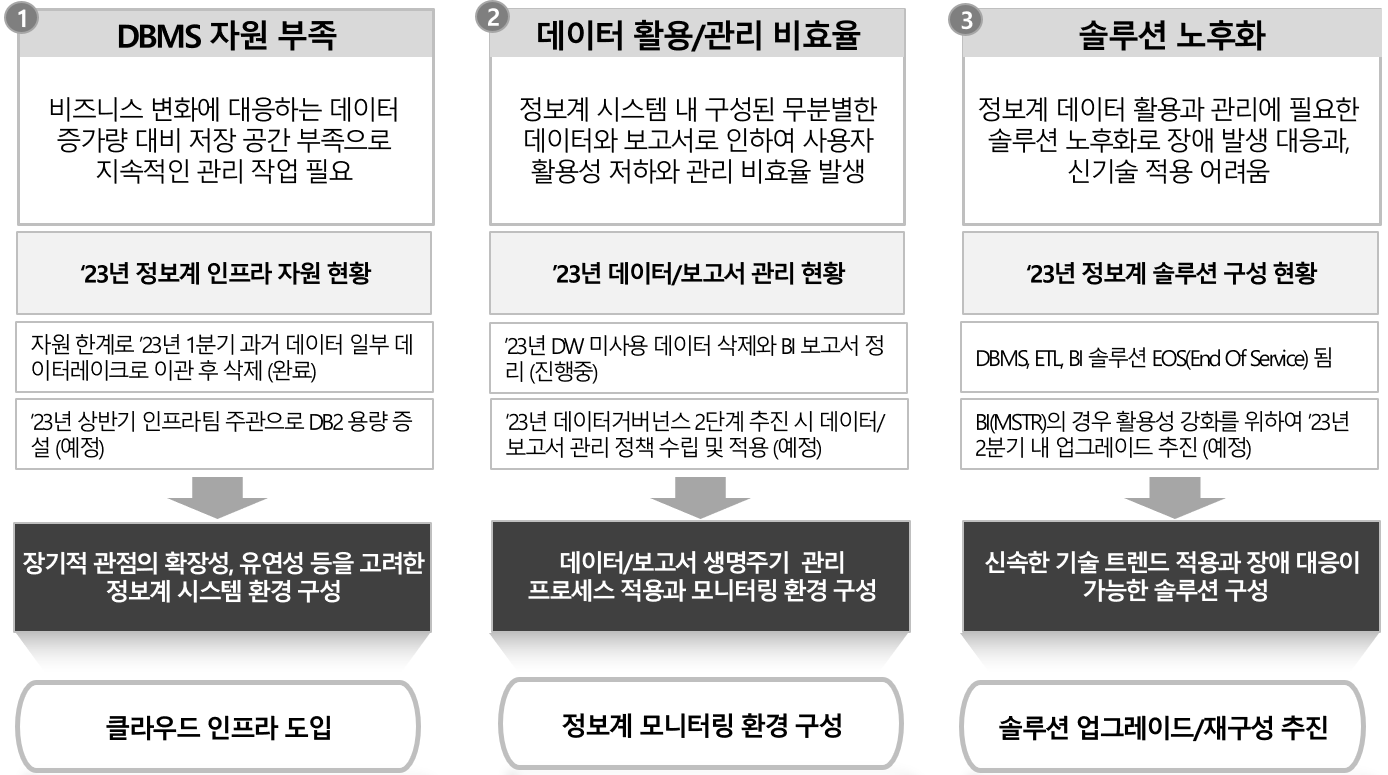 1
DBMS 자원 부족
비즈니스 변화에 대응하는 데이터
증가량 대비 저장 공간 부족으로
지속적인 관리 작업 필요
'23년 정보계 인프라 자원 현황
자원 한계로 '23년 1분기 과거 데이터 일부 데
이터레이크로 이관 후 삭제 (완료)
'23년 상반기 인프라팀 주관으로 DB2 용량 증
설 (예정)
장기적 관점의 확장성, 유연성 등을 고려한
정보계 시스템 환경 구성
클라우드 인프라 도입
2
데이터 활용/관리 비효율
정보계 시스템 내 구성된 무분별한
데이터와 보고서로 인하여 사용자
활용성 저하와 관리 비효율 발생
'23년 데이터/보고서 관리 현황
'23년 DW 미사용 데이터 삭제와 BI 보고서 정
리 (진행중)
'23년 데이터거버넌스 2단계 추진 시 데이터/
보고서 관리 정책 수립 및 적용 (예정)
데이터/보고서 생명주기 관리
프로세스 적용과 모니터링 환경 구성
정보계 모니터링 환경 구성
3
솔루션 노후화
정보계 데이터 활용과 관리에 필요한
솔루션 노후화로 장애 발생 대응과,
신기술 적용 어려움
'23년 정보계 솔루션 구성 현황
DBMS, ETL, BI 솔루션 EOS(End Of Service) 됨
BI(MSTR)의 경우 활용성 강화를 위하여 '23년
2분기 내 업그레이드 추진 (예정)
신속한 기술 트렌드 적용과 장애 대응이
가능한 솔루션 구성
솔루션 업그레이드/재구성 추진